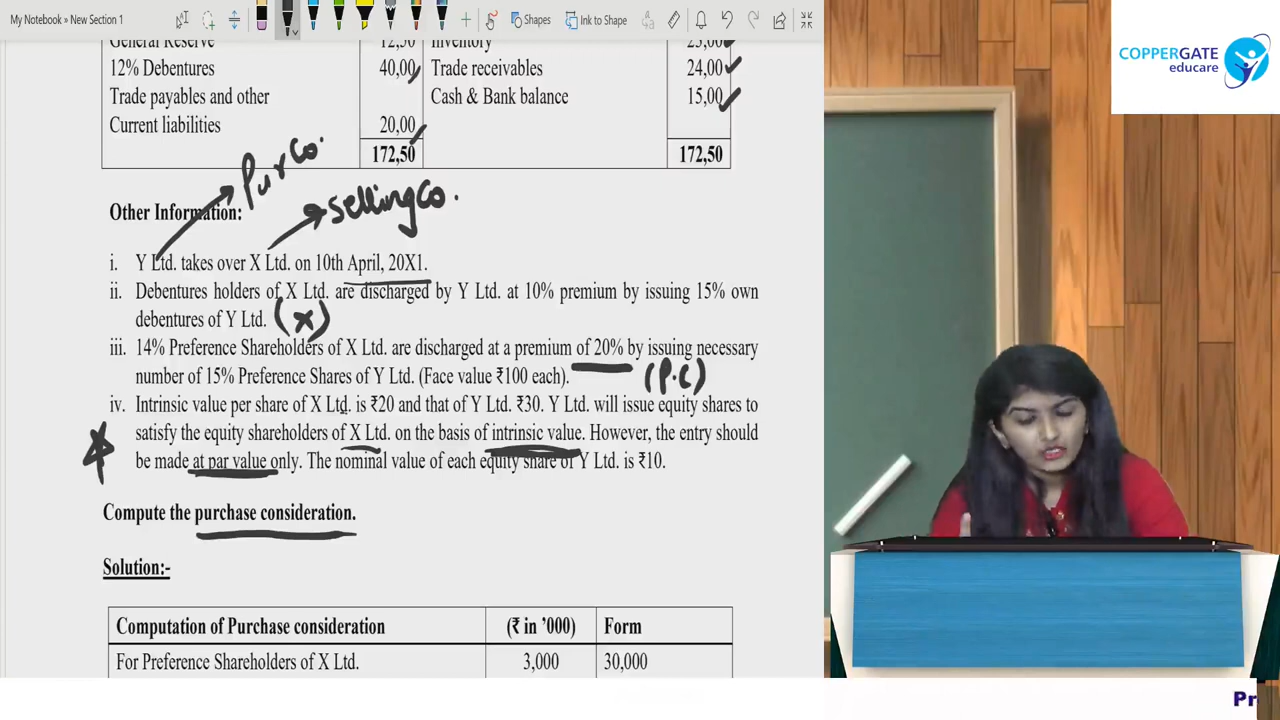 My Notebook » New Section 1
Shapes
Ink to Shape
COPPERGATE
educare
General Reserve 12,50 Inventory 23,00
12% Debentures 40,00 Trade receivables 24,00
Trade payables and other Cash & Bank balance 15,00
Current liabilities 20,00
172,50 172,50
Pur Co.
Selling Co.
Other Information:
i. Y Ltd. takes over X Ltd. on 10th April, 20X1.
ii. Debentures holders of X Ltd. are discharged by Y Ltd. at 10% premium by issuing 15% own
debentures of Y Ltd. (X)
iii. 14% Preference Shareholders of X Ltd. are discharged at a premium of 20% by issuing necessary
number of 15% Preference Shares of Y Ltd. (Face value ₹100 each). (P.C)
iv. Intrinsic value per share of X Ltd. is ₹20 and that of Y Ltd. ₹30. Y Ltd. will issue equity shares to
satisfy the equity shareholders of X Ltd. on the basis of intrinsic value. However, the entry should
be made at par value only. The nominal value of each equity share of Y Ltd. is ₹10.
Compute the purchase consideration.
Solution:-
Computation of Purchase consideration (₹ in ’000) Form
For Preference Shareholders of X Ltd. 3,000 30,000
Pr